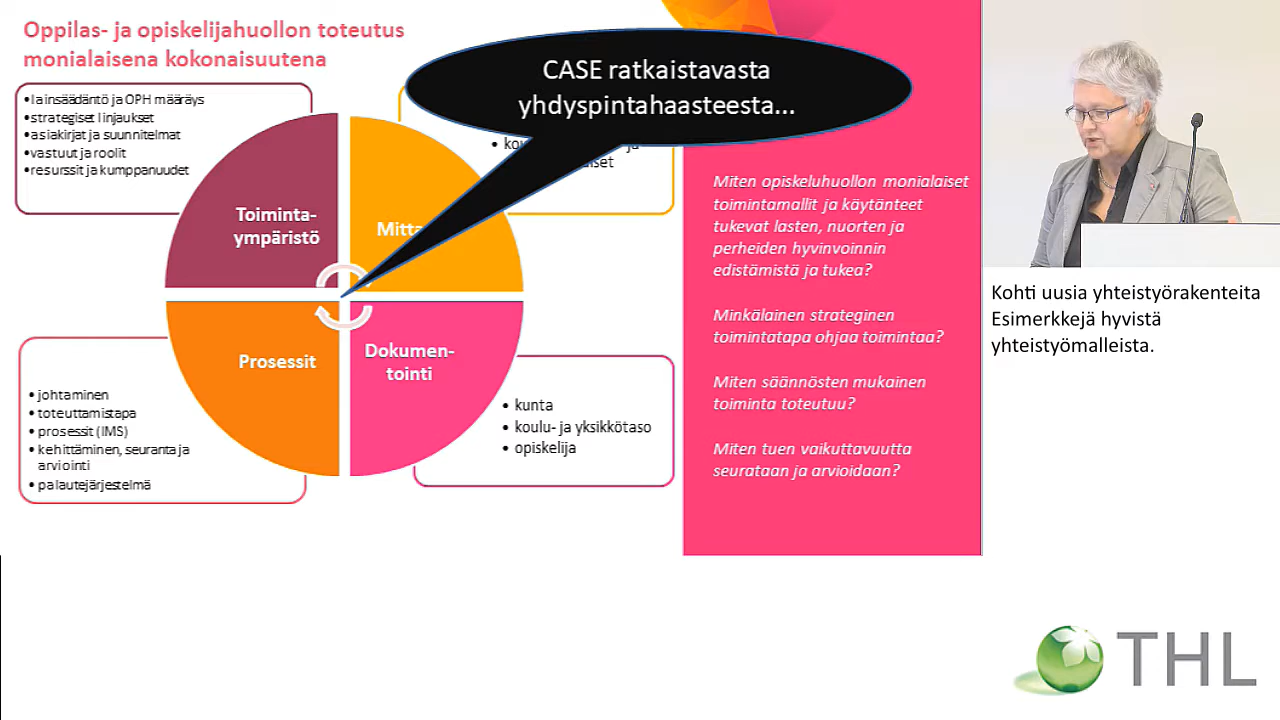 Oppilas- ja opiskelijahuollon toteutus
monialaisena kokonaisuutena
CASE ratkaistavasta
yhdyspintahaasteesta...
•lainsäädäntö ja OPH määräys
•strategiset linjaukset
•asiakirjat ja suunnitelmat
•vastuut ja roolit
•resurssit ja kumppanuudet
Toiminta-
ympäristö
Prosessit
Dokumen-
tointi
• johtaminen
• toteuttamistapa
• prosessit (IMS)
• kehittäminen, seuranta ja
arviointi
• palautejärjestelmä
• kunta
• koulu- ja yksikkötaso
• opiskelija
Miten opiskeluhuollon monialaiset
toimintamallit ja käytänteet
tukevat lasten, nuorten ja
perheiden hyvinvoinnin
edistämistä ja tukea?
Minkälainen strateginen
toimintatapa ohjaa toimintaa?
Miten säännösten mukainen
toiminta toteutuu?
Miten tuen vaikuttavuutta
seurataan ja arvioidaan?
Kohti uusia yhteistyörakenteita
Esimerkkejä hyvistä
yhteistyömalleista.
THL